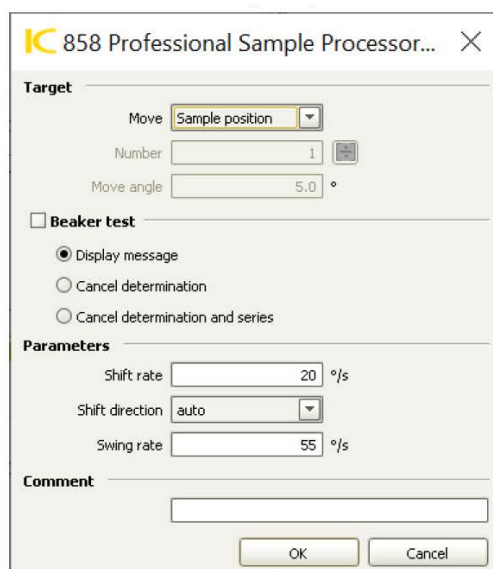 IC 858 Professional Sample Processor...
Target
Move Sample position
Number 1
Move angle 5.0 °
Beaker test
Display message
Cancel determination
Cancel determination and series
Parameters
Shift rate 20 °/s
Shift direction auto
Swing rate 55 °/s
Comment
OK Cancel